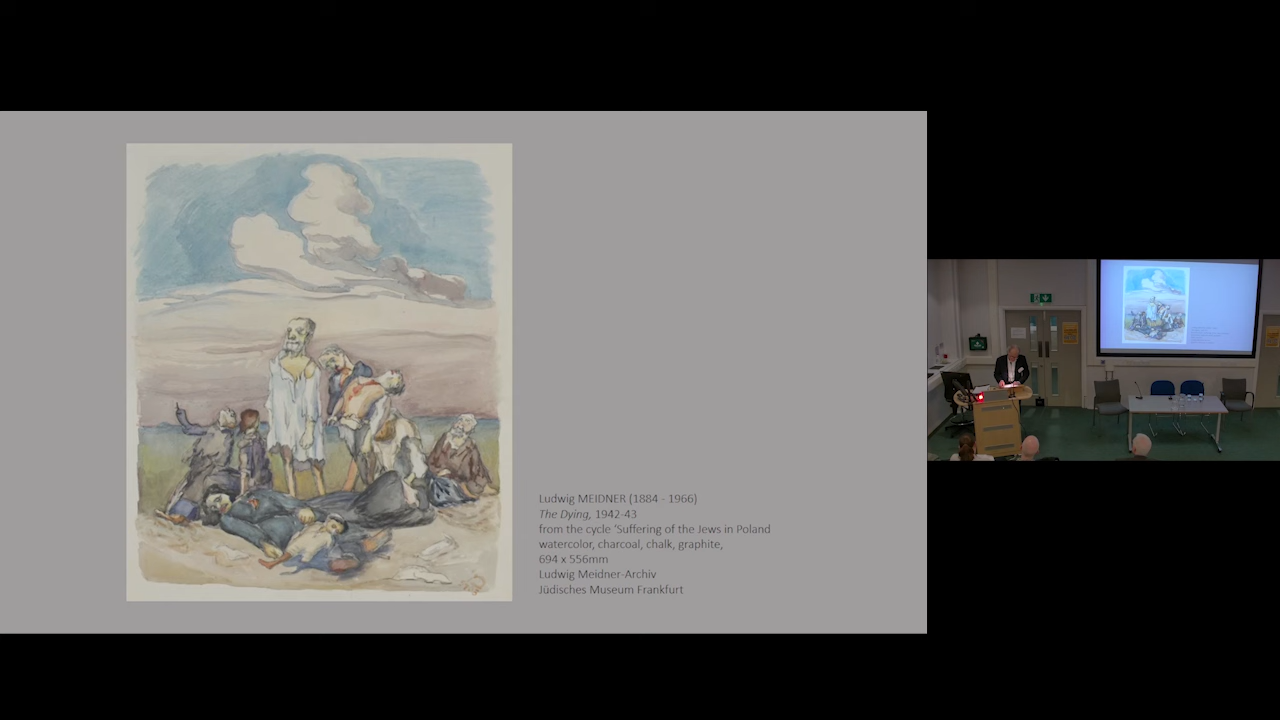 Ludwig MEIDNER (1884 - 1966)
The Dying, 1942-43
from the cycle ‘Suffering of the Jews in Poland
watercolor, charcoal, chalk, graphite,
694 x 556mm
Ludwig Meidner-Archiv
Jüdisches Museum Frankfurt